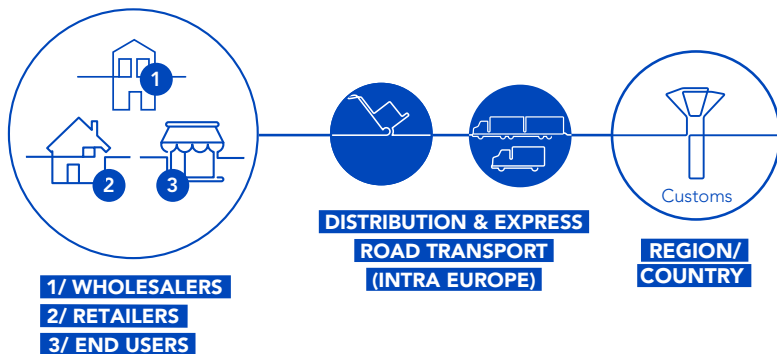 1
2
3
Customs
DISTRIBUTION & EXPRESS
ROAD TRANSPORT
(INTRA EUROPE)
REGION/
COUNTRY
1/ WHOLESALERS
2/ RETAILERS
3/ END USERS